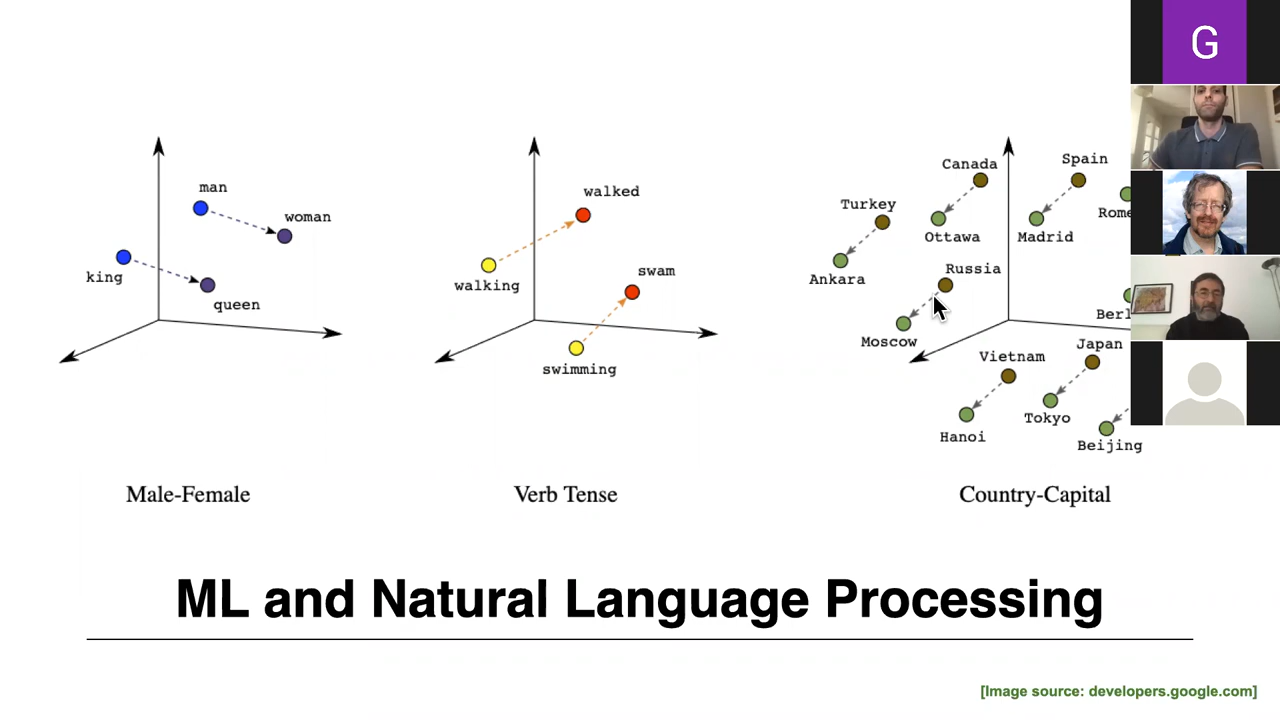 G
man
woman
king
queen
Male-Female
walked
walking
swam
swimming
Verb Tense
Canada
Spain
Turkey
Rome
Ottawa
Madrid
Ankara
Russia
Moscow
Vietnam
Japan
Hanoi
Tokyo
Beijing
Country-Capital
ML and Natural Language Processing
[Image source: developers.google.com]